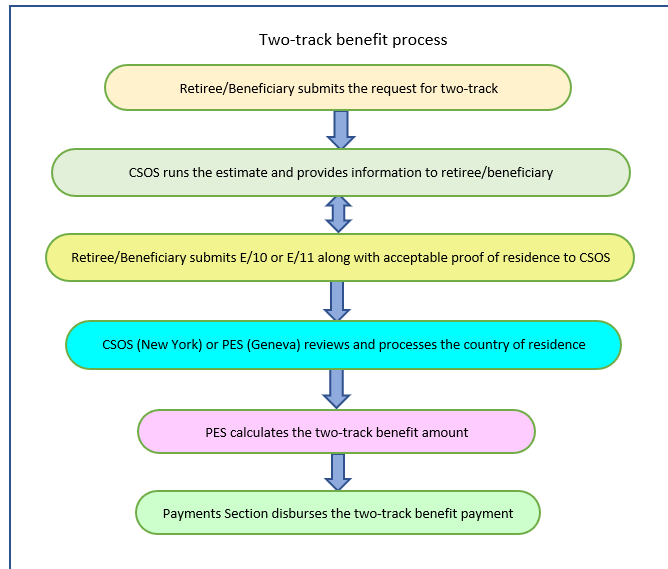 Two-track benefit process
Retiree/Beneficiary submits the request for two-track
CSOS runs the estimate and provides information to retiree/beneficiary
Retiree/Beneficiary submits E/10 or E/11 along with acceptable proof of residence to CSOS
CSOS (New York) or PES (Geneva) reviews and processes the country of residence
PES calculates the two-track benefit amount
Payments Section disburses the two-track benefit payment